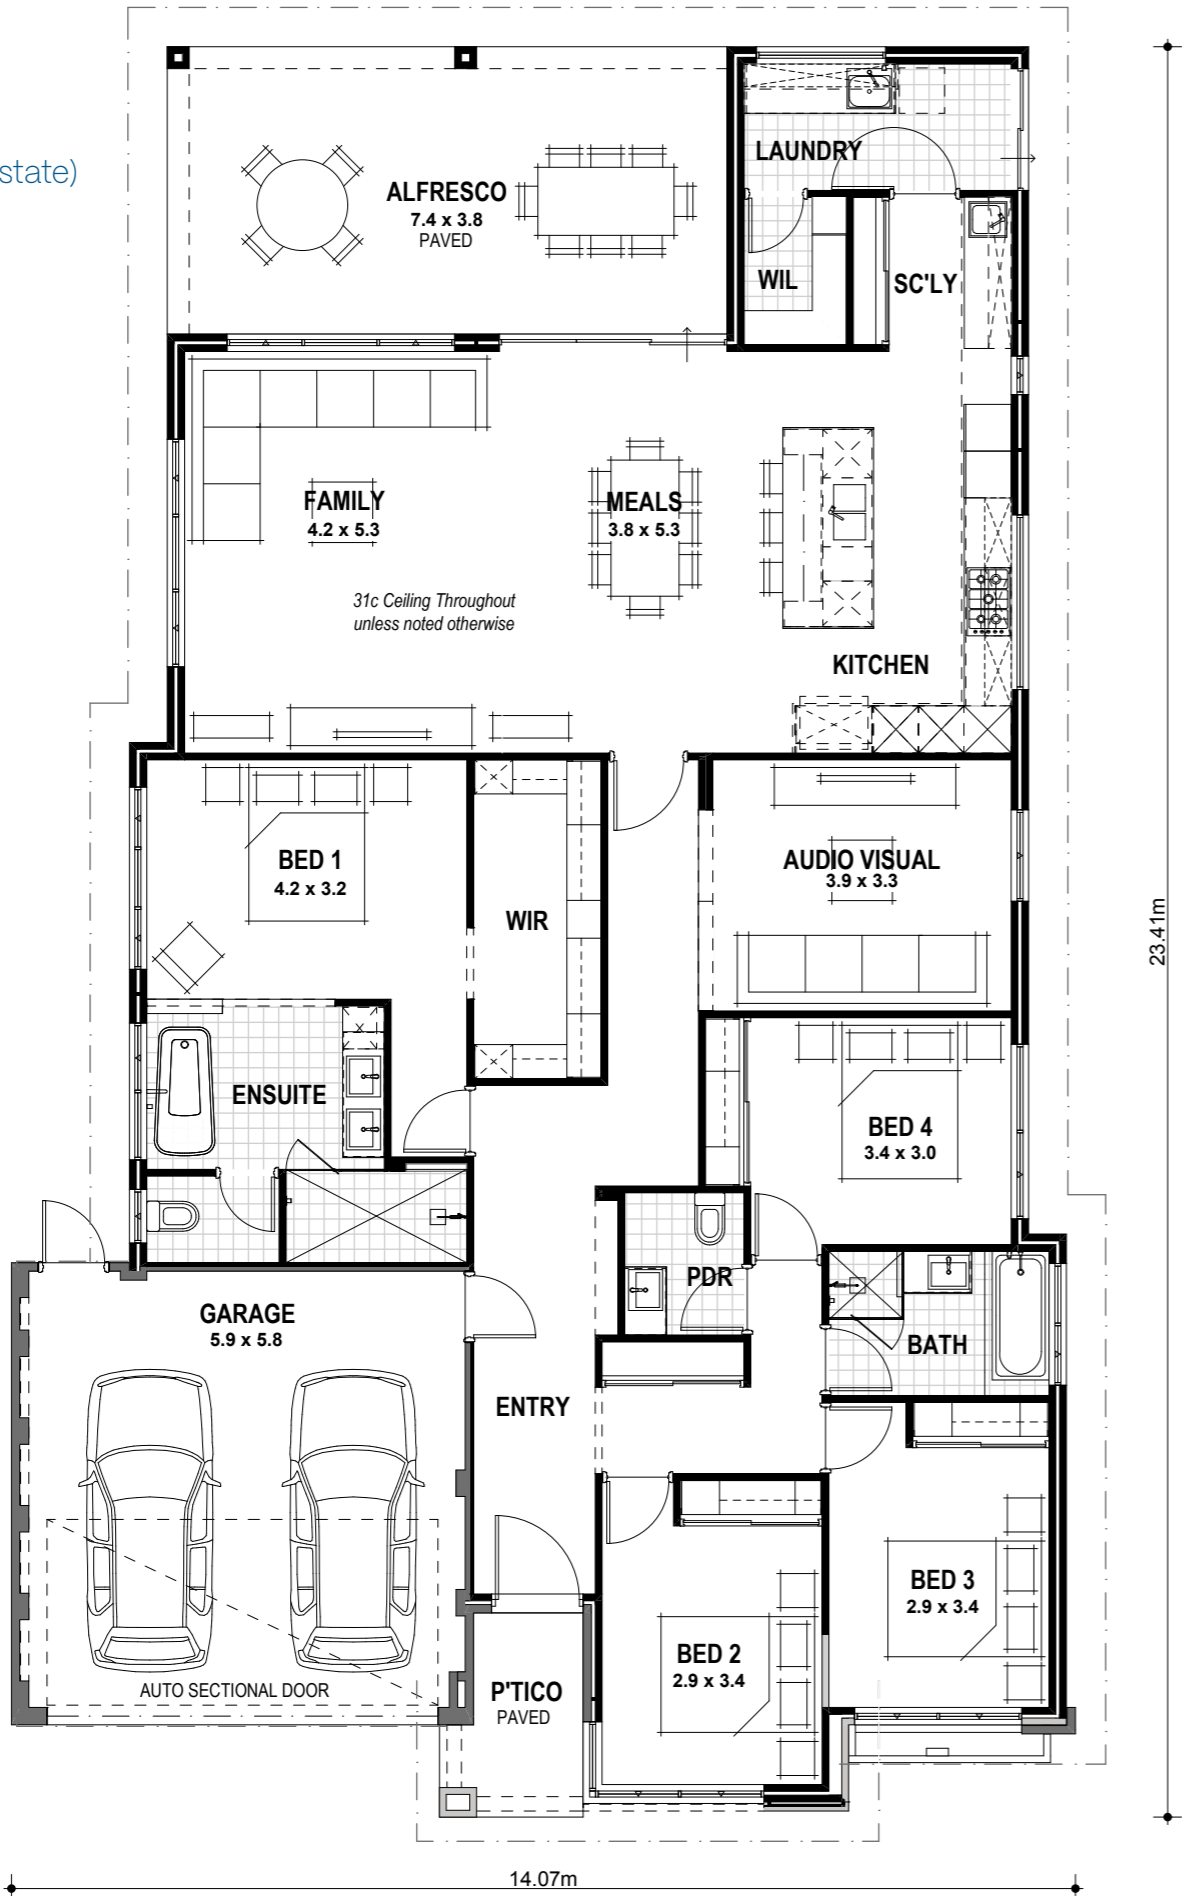 state)
LAUNDRY
ALFRESCO
7.4 x 3.8
PAVED
WIL
SC'LY
FAMILY
4.2 x 5.3
MEALS
3.8 x 5.3
31c Ceiling Throughout
unless noted otherwise
KITCHEN
BED 1
4.2 x 3.2
WIR
AUDIO VISUAL
3.9 x 3.3
23.41m
ENSUITE
BED 4
3.4 x 3.0
PDR
GARAGE
5.9 x 5.8
BATH
ENTRY
BED 3
2.9 x 3.4
BED 2
2.9 x 3.4
AUTO SECTIONAL DOOR
P'TICO
PAVED
14.07m